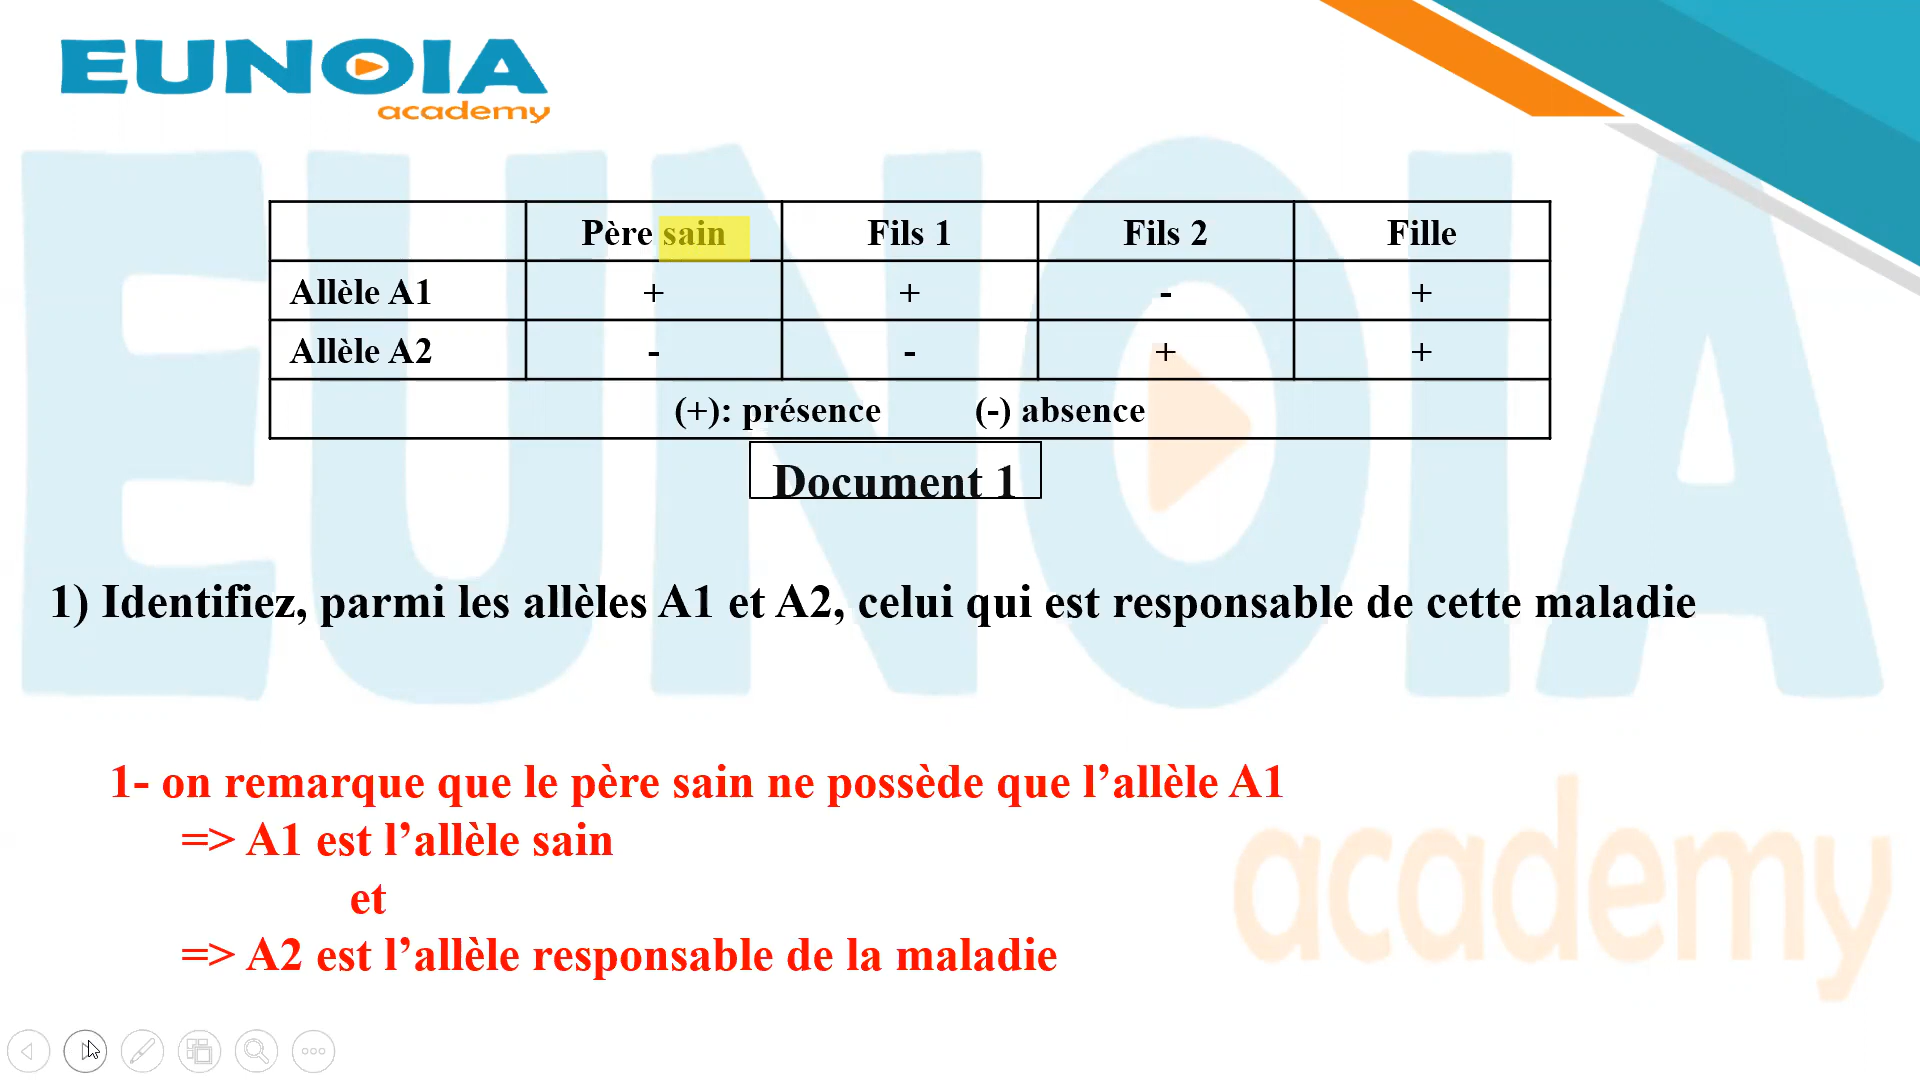 EUNOIA
academy
Père sain Fils 1 Fils 2 Fille
Allèle A1 + + - +
Allèle A2 - - + +
(+): présence (-) absence
Document 1
1) Identifiez, parmi les allèles A1 et A2, celui qui est responsable de cette maladie
1- on remarque que le père sain ne possède que l’allèle A1
=> A1 est l’allèle sain
et
=> A2 est l’allèle responsable de la maladie
EUNOIA
academy